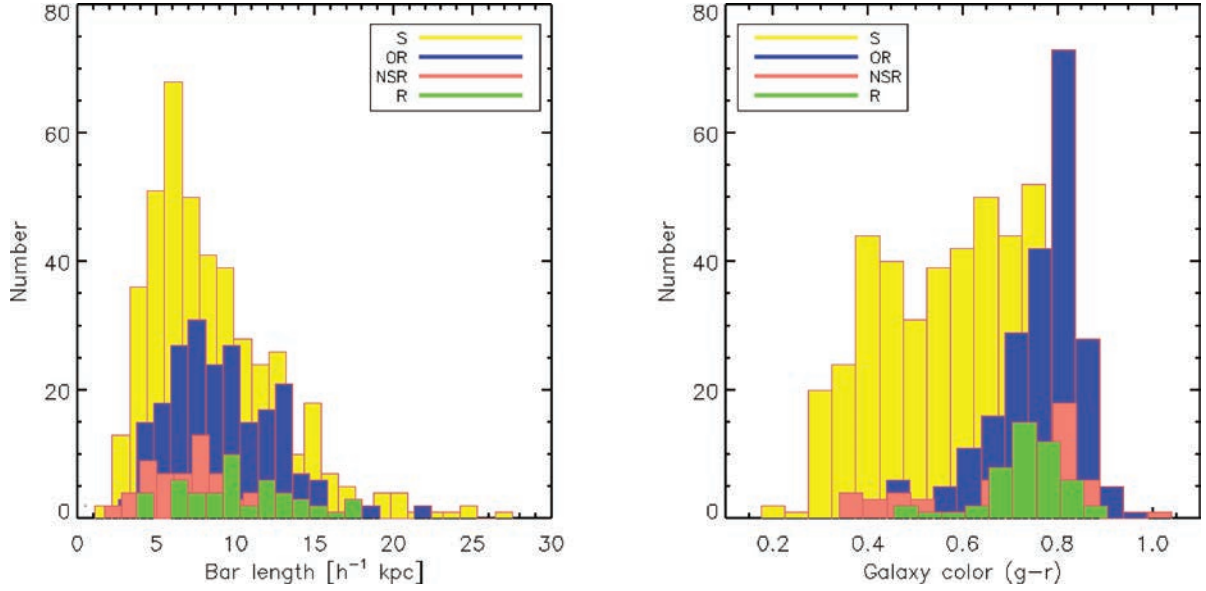 80
60
40
20
0
Number
S
OR
NSR
R
0 5 10 15 20 25 30
Bar length [h⁻¹ kpc]
80
60
40
20
0
Number
S
OR
NSR
R
0.2 0.4 0.6 0.8 1.0
Galaxy color (g−r)